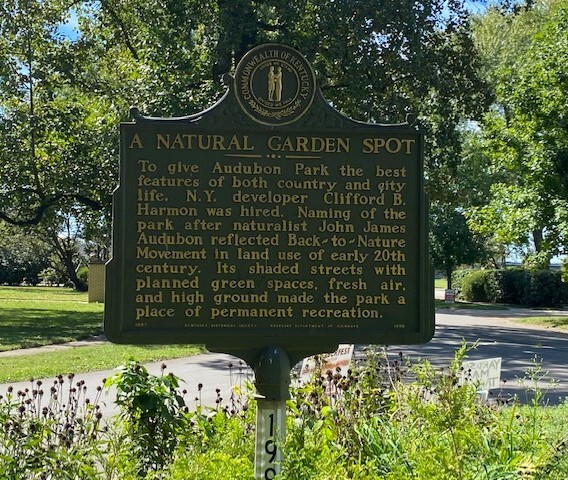 COMMONWEALTH OF KENTUCKY
A NATURAL GARDEN SPOT
To give Audubon Park the best
features of both country and city
life, N.Y. developer Clifford B.
Harmon was hired. Naming of the
park after naturalist John James
Audubon reflected Back-to-Nature
Movement in land use of early 20th
century. Its shaded streets with
planned green spaces, fresh air,
and high ground made the park a
place of permanent recreation.
KENTUCKY HISTORICAL SOCIETY KENTUCKY DEPARTMENT OF HIGHWAYS
199